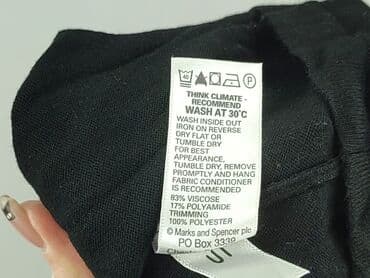 40 P
THINK CLIMATE -
RECOMMEND
WASH AT 30°C
WASH INSIDE OUT
IRON ON REVERSE
DRY FLAT OR
TUMBLE DRY
FOR BEST
APPEARANCE,
TUMBLE DRY, REMOVE
PROMPTLY AND HANG
FABRIC CONDITIONER
IS RECOMMENDED
83% VISCOSE
17% POLYAMIDE
TRIMMING
100% POLYESTER
© Marks and Spencer plc
PO Box 3339